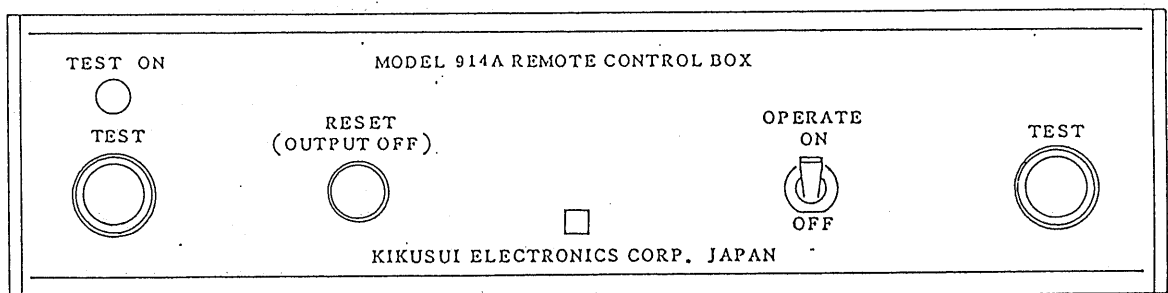 MODEL 914A REMOTE CONTROL BOX
TEST ON
TEST
RESET
(OUTPUT OFF)
OPERATE
ON
OFF
TEST
KIKUSUI ELECTRONICS CORP. JAPAN